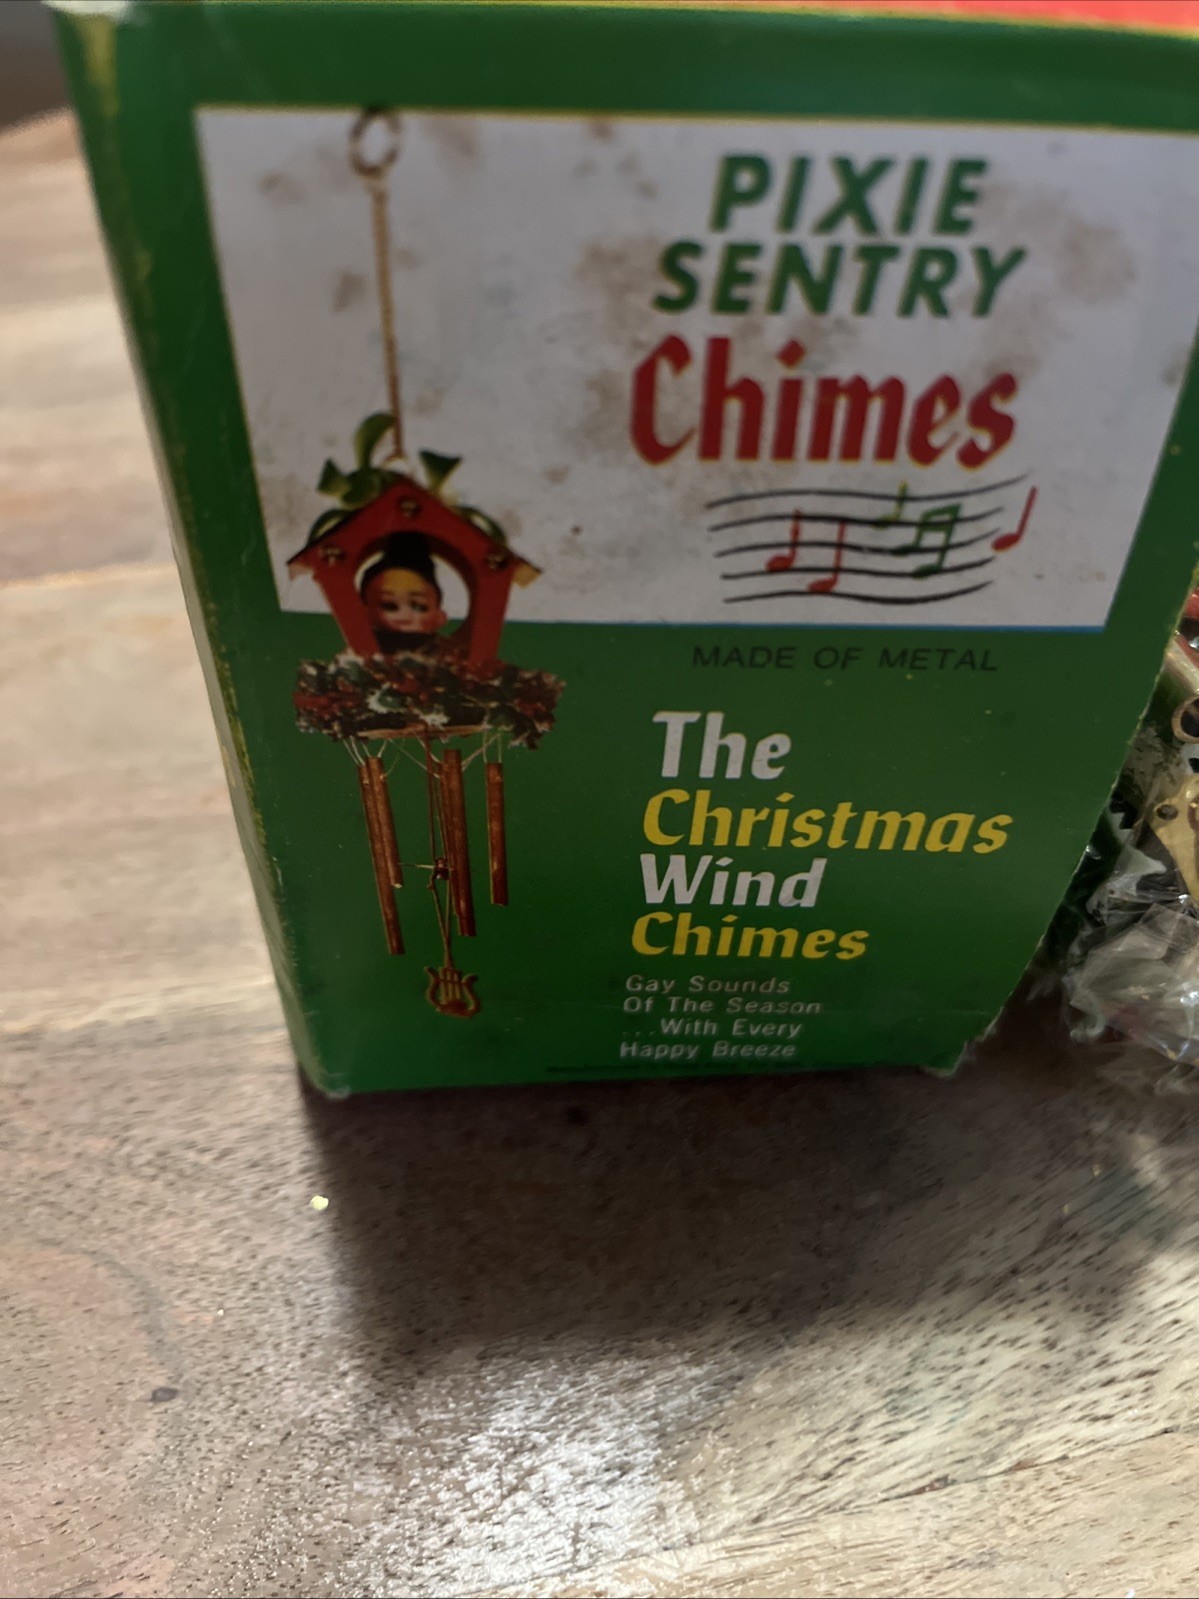 PIXIE
SENTRY
Chimes
MADE OF METAL
The
Christmas
Wind
Chimes
Gay Sounds
Of The Season
...With Every
Happy Breeze